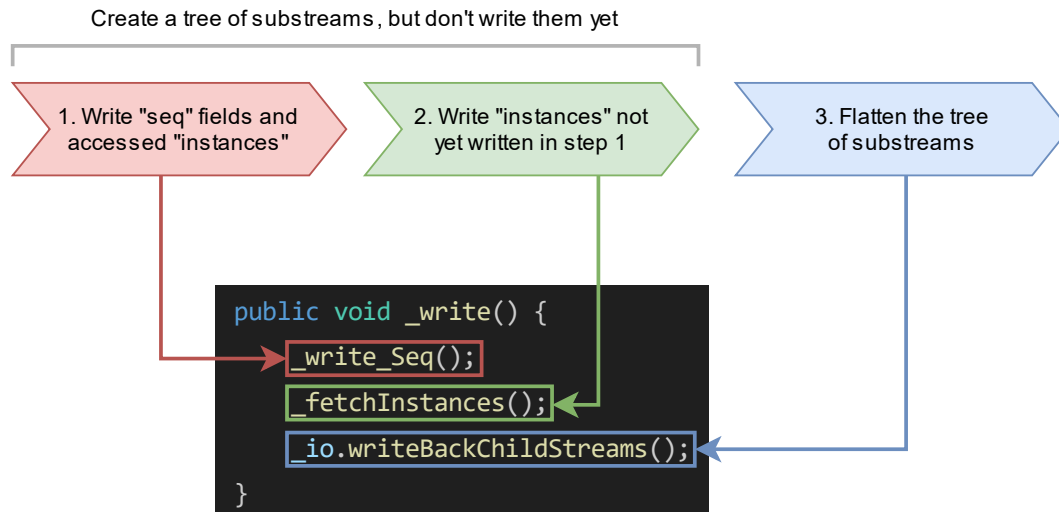 Create a tree of substreams, but don't write them yet
1. Write "seq" fields and
accessed "instances"
2. Write "instances" not
yet written in step 1
3. Flatten the tree
of substreams
public void _write() {
_write_Seq();
_fetchInstances();
_io.writeBackChildStreams();
}